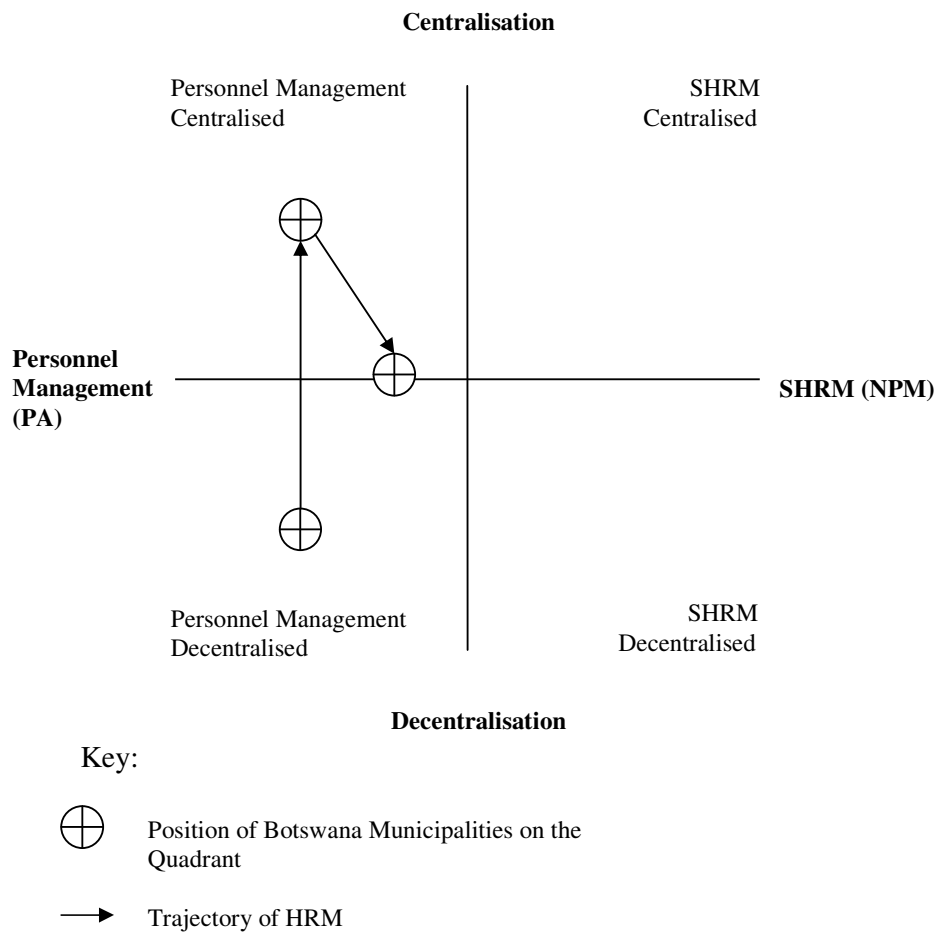 Centralisation
Personnel Management
Centralised
SHRM
Centralised
Personnel
Management
(PA)
SHRM (NPM)
Personnel Management
Decentralised
SHRM
Decentralised
Decentralisation
Key:
Position of Botswana Municipalities on the
Quadrant
Trajectory of HRM